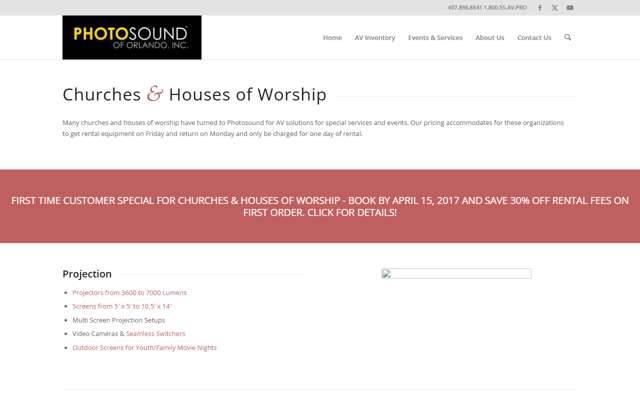 407.898.8841 1.800.55.AV.PRO
PHOTOSOUND
OF ORLANDO, INC.
Home AV Inventory Events & Services About Us Contact Us
Churches & Houses of Worship
Many churches and houses of worship have turned to Photosound for AV solutions for special services and events. Our pricing accommodates for these organizations
to get rental equipment on Friday and return on Monday and only be charged for one day of rental.
FIRST TIME CUSTOMER SPECIAL FOR CHURCHES & HOUSES OF WORSHIP - BOOK BY APRIL 15, 2017 AND SAVE 30% OFF RENTAL FEES ON
FIRST ORDER. CLICK FOR DETAILS!
Projection
Projectors from 3600 to 7000 Lumens
Screens from 5' x 5' to 10.5' x 14'
Multi Screen Projection Setups
Video Cameras & Seamless Switchers
Outdoor Screens for Youth/Family Movie Nights